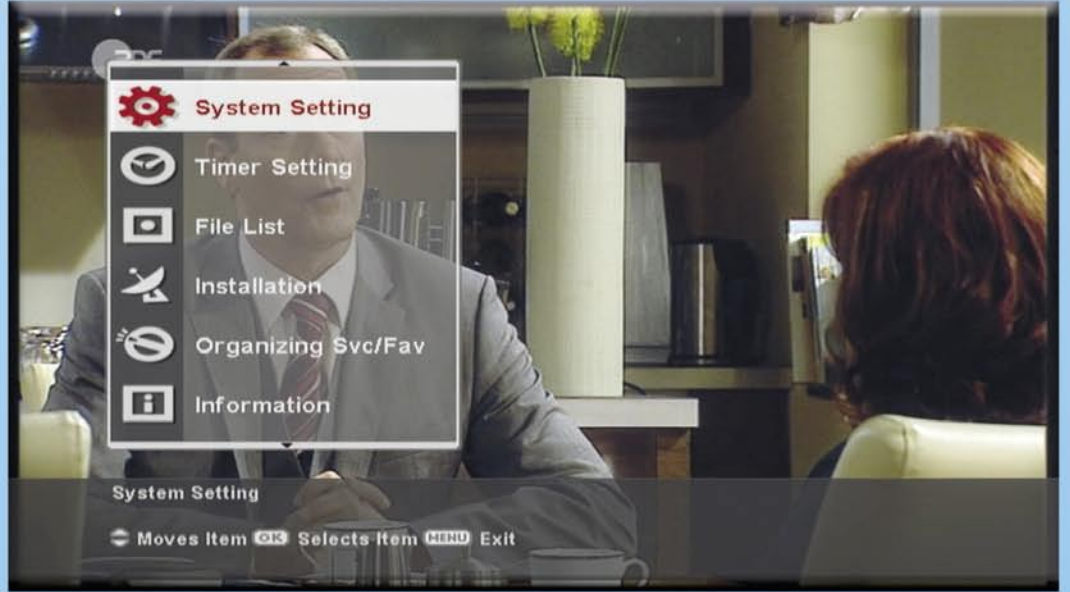 System Setting
Timer Setting
File List
Installation
Organizing Svc/Fav
Information
System Setting
Moves Item OK Selects Item MENU Exit